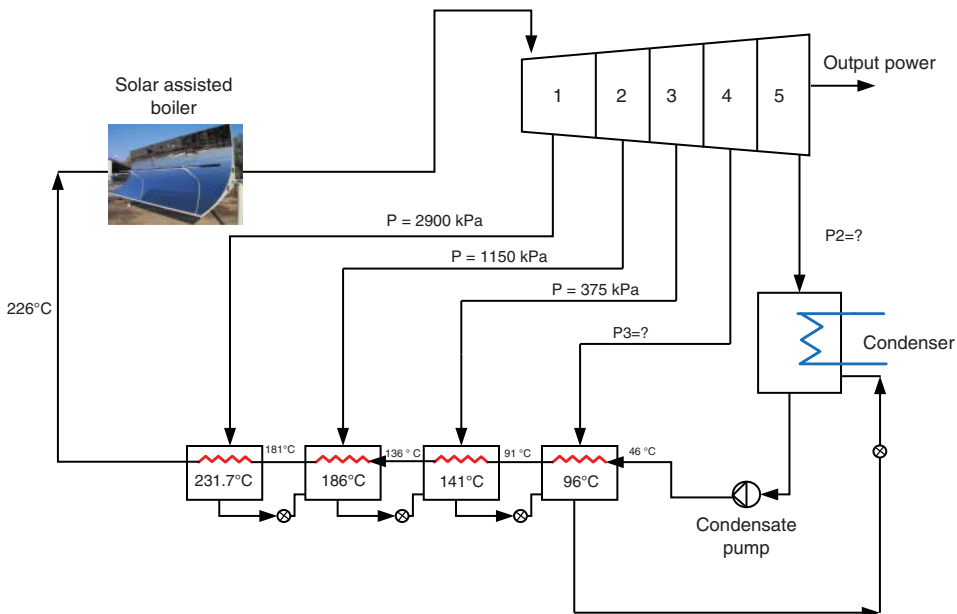 Solar assisted
boiler
1
2
3
4
5
Output power
P = 2900 kPa
P2=?
P = 1150 kPa
P = 375 kPa
226°C
P3=?
Condenser
181°C
136 ° C
91 °C
46 °C
231.7°C
186°C
141°C
96°C
Condensate
pump